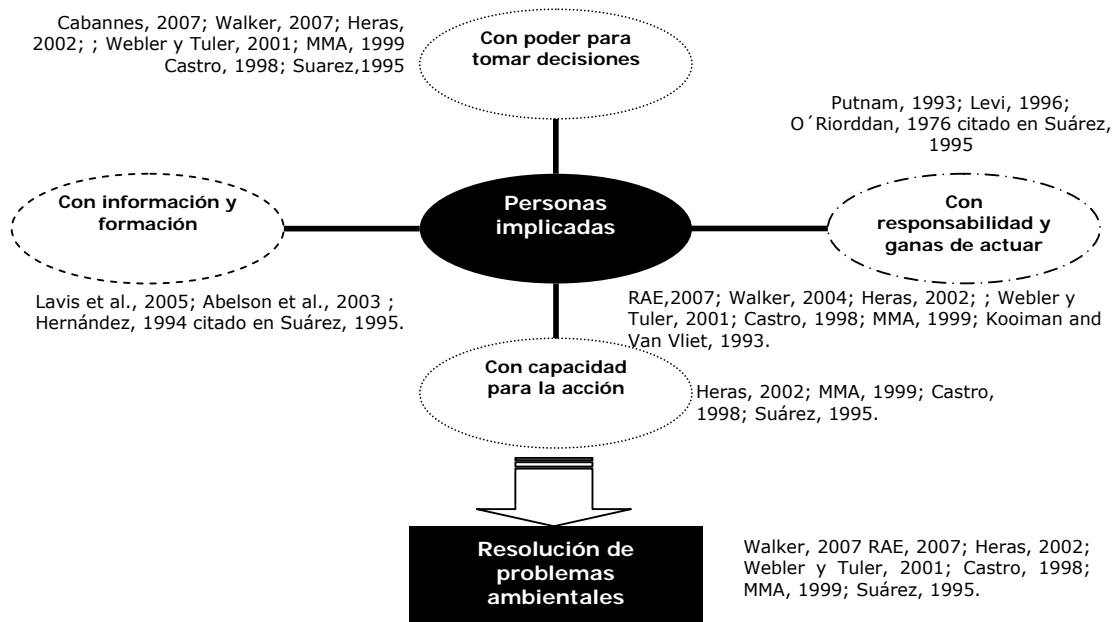 Cabannes, 2007; Walker, 2007; Heras,
2002; ; Webler y Tuler, 2001; MMA, 1999
Castro, 1998; Suarez,1995
Con poder para
tomar decisiones
Putnam, 1993; Levi, 1996;
O´Riorddan, 1976 citado en Suárez,
1995
Con información y
formación
Personas
implicadas
Con
responsabilidad y
ganas de actuar
Lavis et al., 2005; Abelson et al., 2003 ;
Hernández, 1994 citado en Suárez, 1995.
RAE,2007; Walker, 2004; Heras, 2002; ; Webler y
Tuler, 2001; Castro, 1998; MMA, 1999; Kooiman and
Van Vliet, 1993.
Con capacidad
para la acción
Heras, 2002; MMA, 1999; Castro,
1998; Suárez, 1995.
Resolución de
problemas
ambientales
Walker, 2007 RAE, 2007; Heras, 2002;
Webler y Tuler, 2001; Castro, 1998;
MMA, 1999; Suárez, 1995.